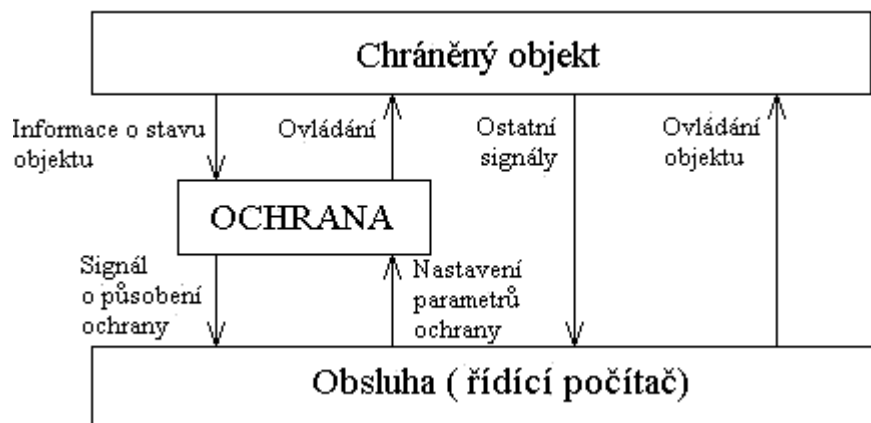 Chráněný objekt
Informace o stavu
objektu
Ovládání
Ostatní
signály
Ovládání
objektu
OCHRANA
Signál
o působení
ochrany
Nastavení
parametrů
ochrany
Obsluha ( řídící počítač)